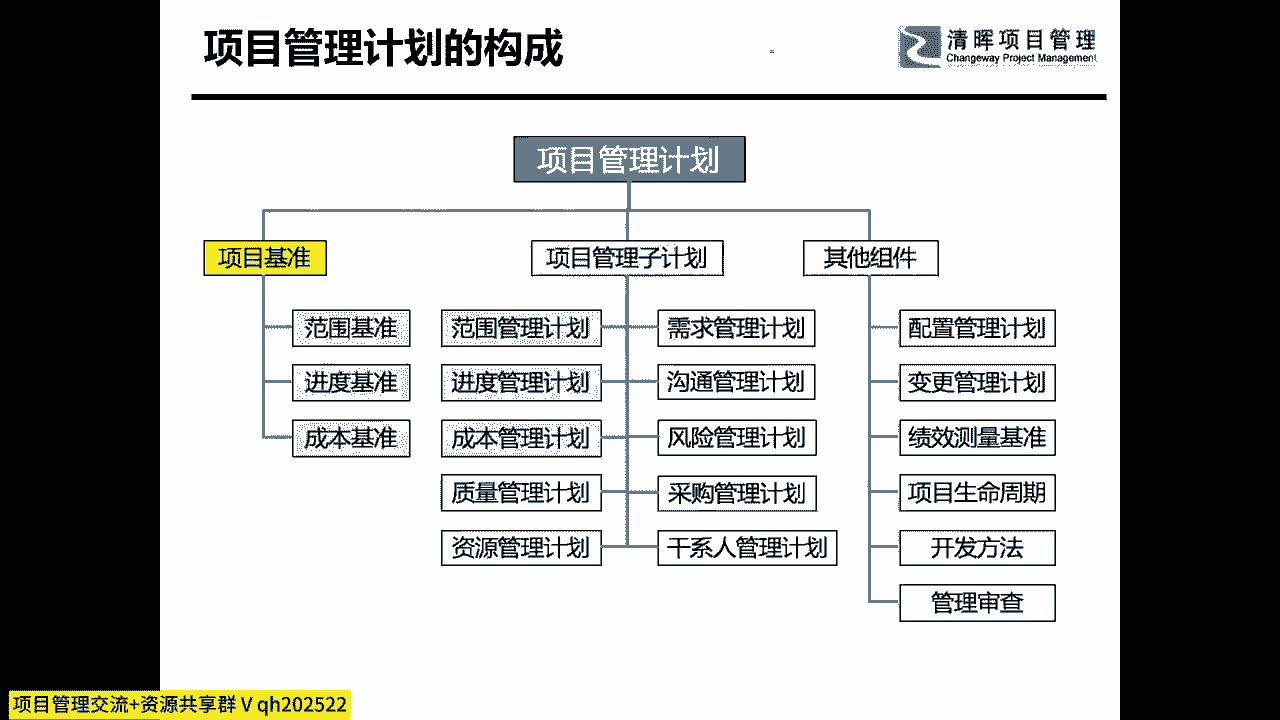 项目管理计划的构成
清晖项目管理
Changeway Project Management
项目管理计划
项目基准
项目管理子计划
其他组件
范围基准
范围管理计划
需求管理计划
配置管理计划
进度基准
进度管理计划
沟通管理计划
变更管理计划
成本基准
成本管理计划
风险管理计划
绩效测量基准
质量管理计划
采购管理计划
项目生命周期
资源管理计划
干系人管理计划
开发方法
管理审查
项目管理交流+资源共享群 V qh202522